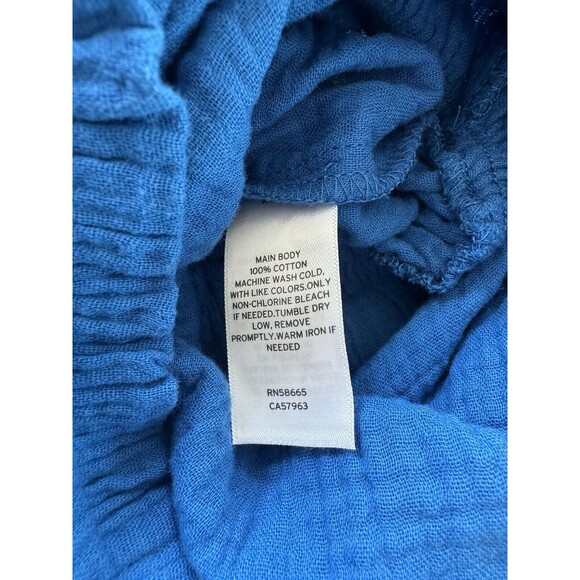 MAIN BODY
100% COTTON
MACHINE WASH COLD,
WITH LIKE COLORS.ONLY
NON-CHLORINE BLEACH
IF NEEDED.TUMBLE DRY
LOW, REMOVE
PROMPTLY.WARM IRON IF
NEEDED
RN58665
CA57963